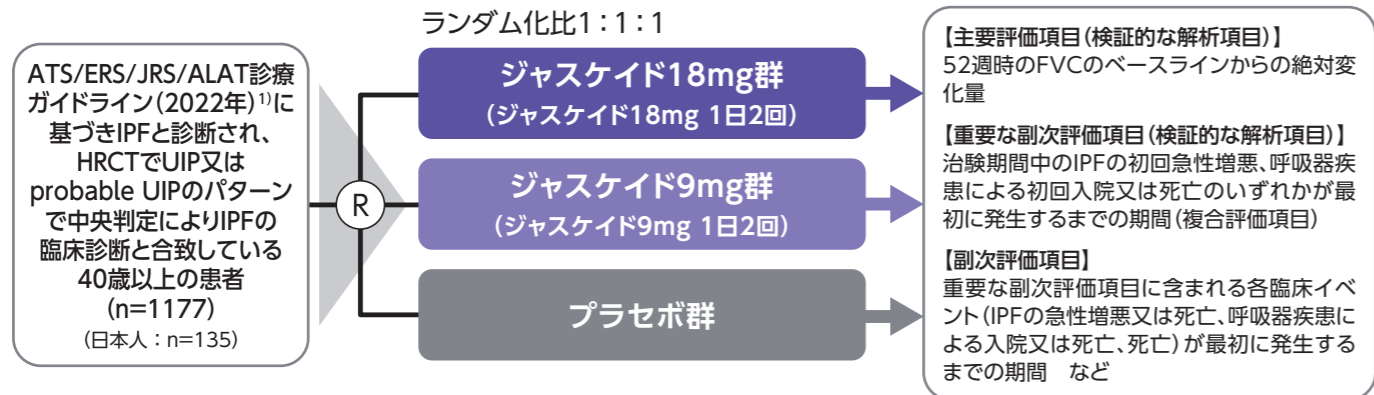 ランダム化比1：1：1
ATS/ERS/JRS/ALAT診療
ガイドライン（2022年）1）に
基づきIPFと診断され、
HRCTでUIP又は
probable UIPのパターン
で中央判定によりIPFの
臨床診断と合致している
40歳以上の患者
（n=1177）
（日本人：n=135）
R
ジャスケイド18mg群
（ジャスケイド18mg 1日2回）
ジャスケイド9mg群
（ジャスケイド9mg 1日2回）
プラセボ群
【主要評価項目（検証的な解析項目）】
52週時のFVCのベースラインからの絶対変
化量
【重要な副次評価項目（検証的な解析項目）】
治験期間中のIPFの初回急性増悪、呼吸器疾
患による初回入院又は死亡のいずれかが最
初に発生するまでの期間（複合評価項目）
【副次評価項目】
重要な副次評価項目に含まれる各臨床イベ
ント（IPFの急性増悪又は死亡、呼吸器疾患に
よる入院又は死亡、死亡）が最初に発生する
までの期間　など